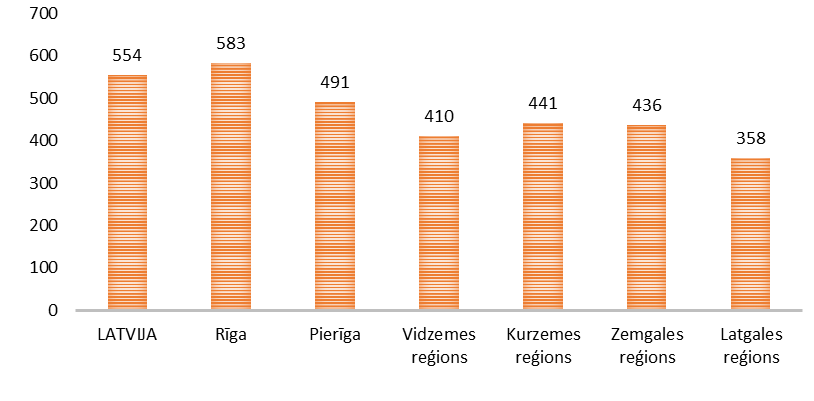 700
600
500
400
300
200
100
0
554
583
491
410
441
436
358
LATVIJA
Rīga
Pierīga
Vidzemes
reģions
Kurzemes
reģions
Zemgales
reģions
Latgales
reģions